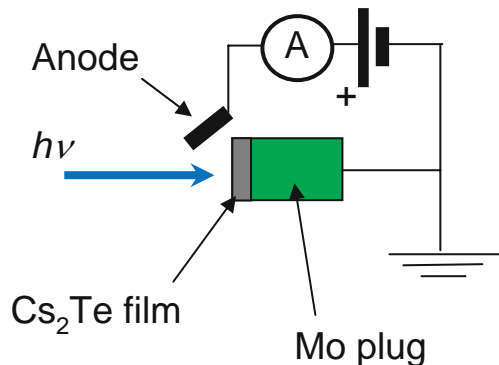 A
Anode
+
hν
Cs₂Te film
Mo plug